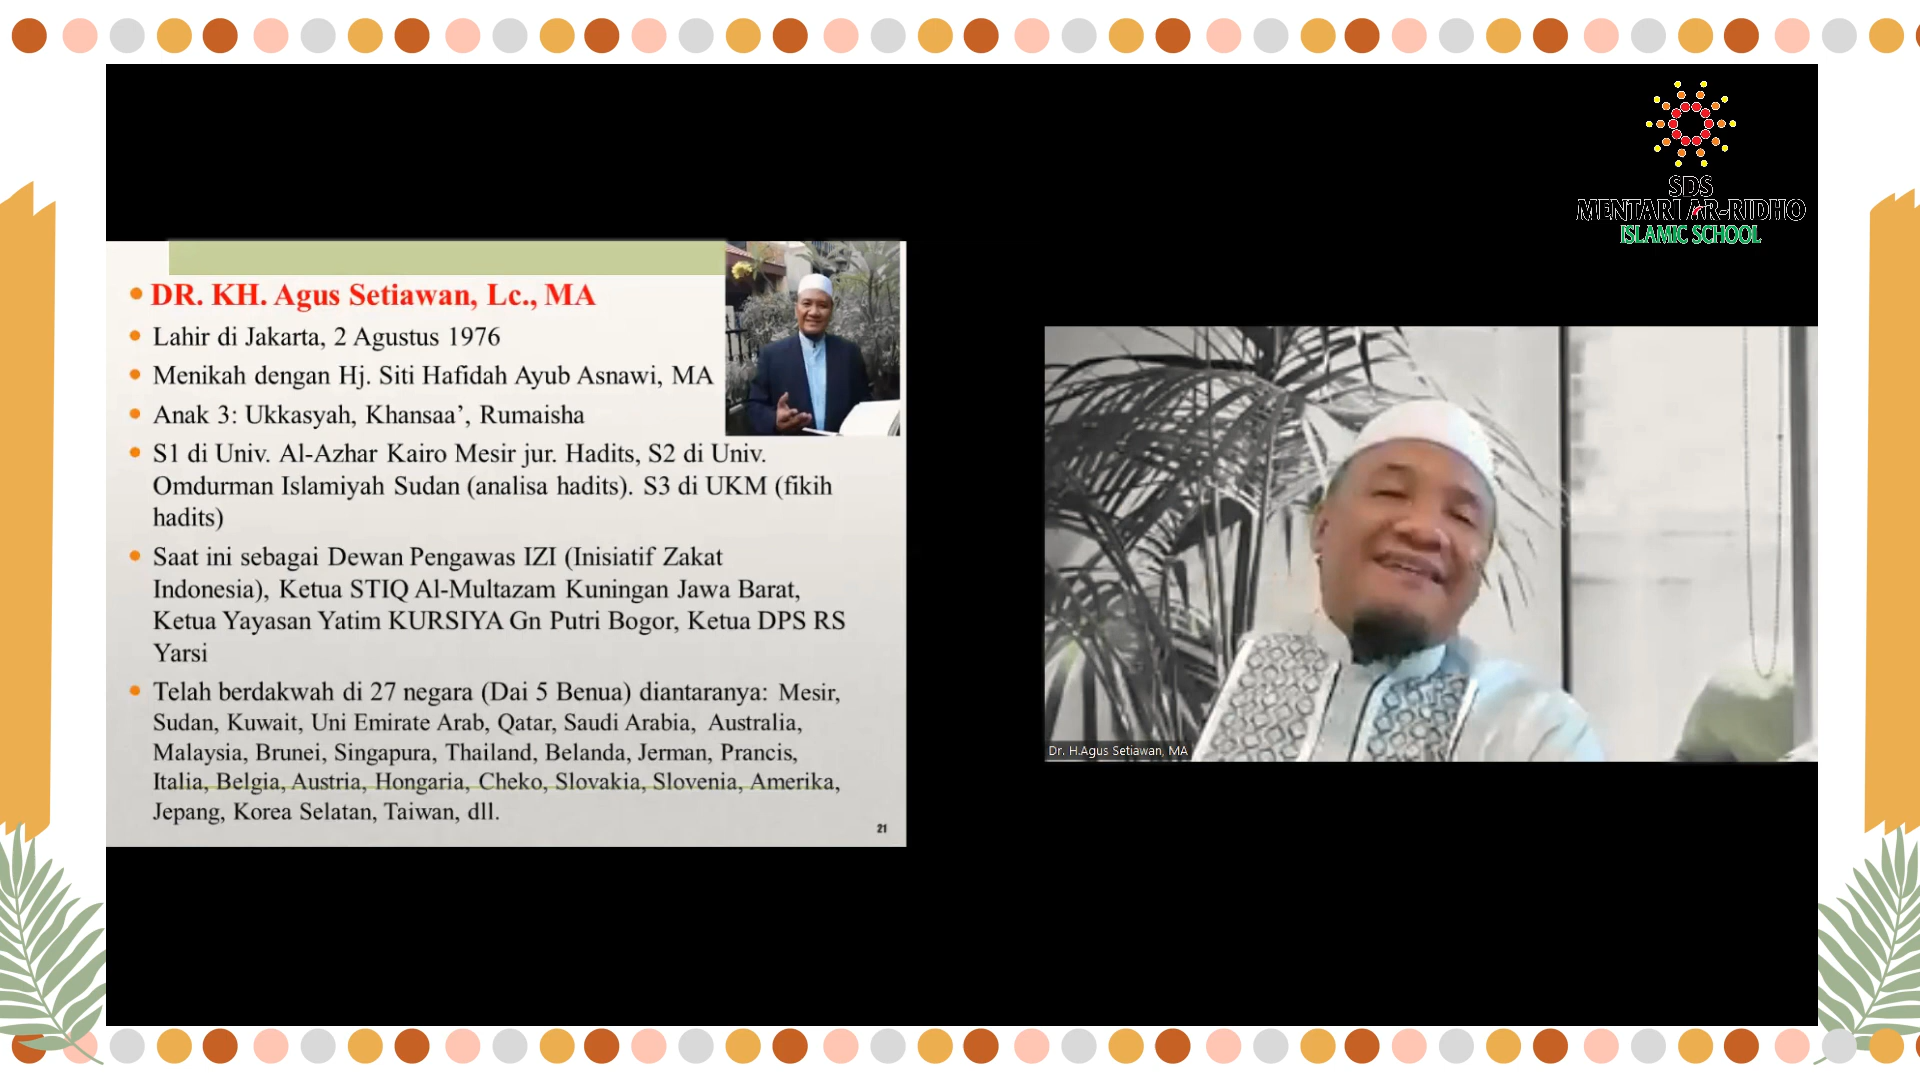 SDS
MENTARI AR-RIDHO
ISLAMIC SCHOOL
DR. KH. Agus Setiawan, Lc., MA
Lahir di Jakarta, 2 Agustus 1976
Menikah dengan Hj. Siti Hafidah Ayub Asnawi, MA
Anak 3: Ukkasyah, Khansaa’, Rumaisha
S1 di Univ. Al-Azhar Kairo Mesir jur. Hadits, S2 di Univ.
Omdurman Islamiyah Sudan (analisa hadits). S3 di UKM (fikih
hadits)
Saat ini sebagai Dewan Pengawas IZI (Inisiatif Zakat
Indonesia), Ketua STIQ Al-Multazam Kuningan Jawa Barat,
Ketua Yayasan Yatim KURSIYA Gn Putri Bogor, Ketua DPS RS
Yarsi
Telah berdakwah di 27 negara (Dai 5 Benua) diantaranya: Mesir,
Sudan, Kuwait, Uni Emirate Arab, Qatar, Saudi Arabia, Australia,
Malaysia, Brunei, Singapura, Thailand, Belanda, Jerman, Prancis,
Italia, Belgia, Austria, Hongaria, Cheko, Slovakia, Slovenia, Amerika,
Jepang, Korea Selatan, Taiwan, dll.
21
Dr. H.Agus Setiawan, MA